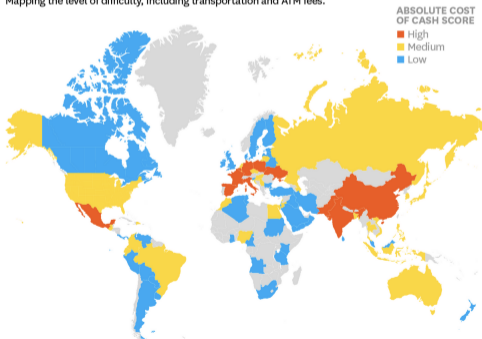 Mapping the level of difficulty, including transportation and ATM fees.
ABSOLUTE COST
OF CASH SCORE
High
Medium
Low